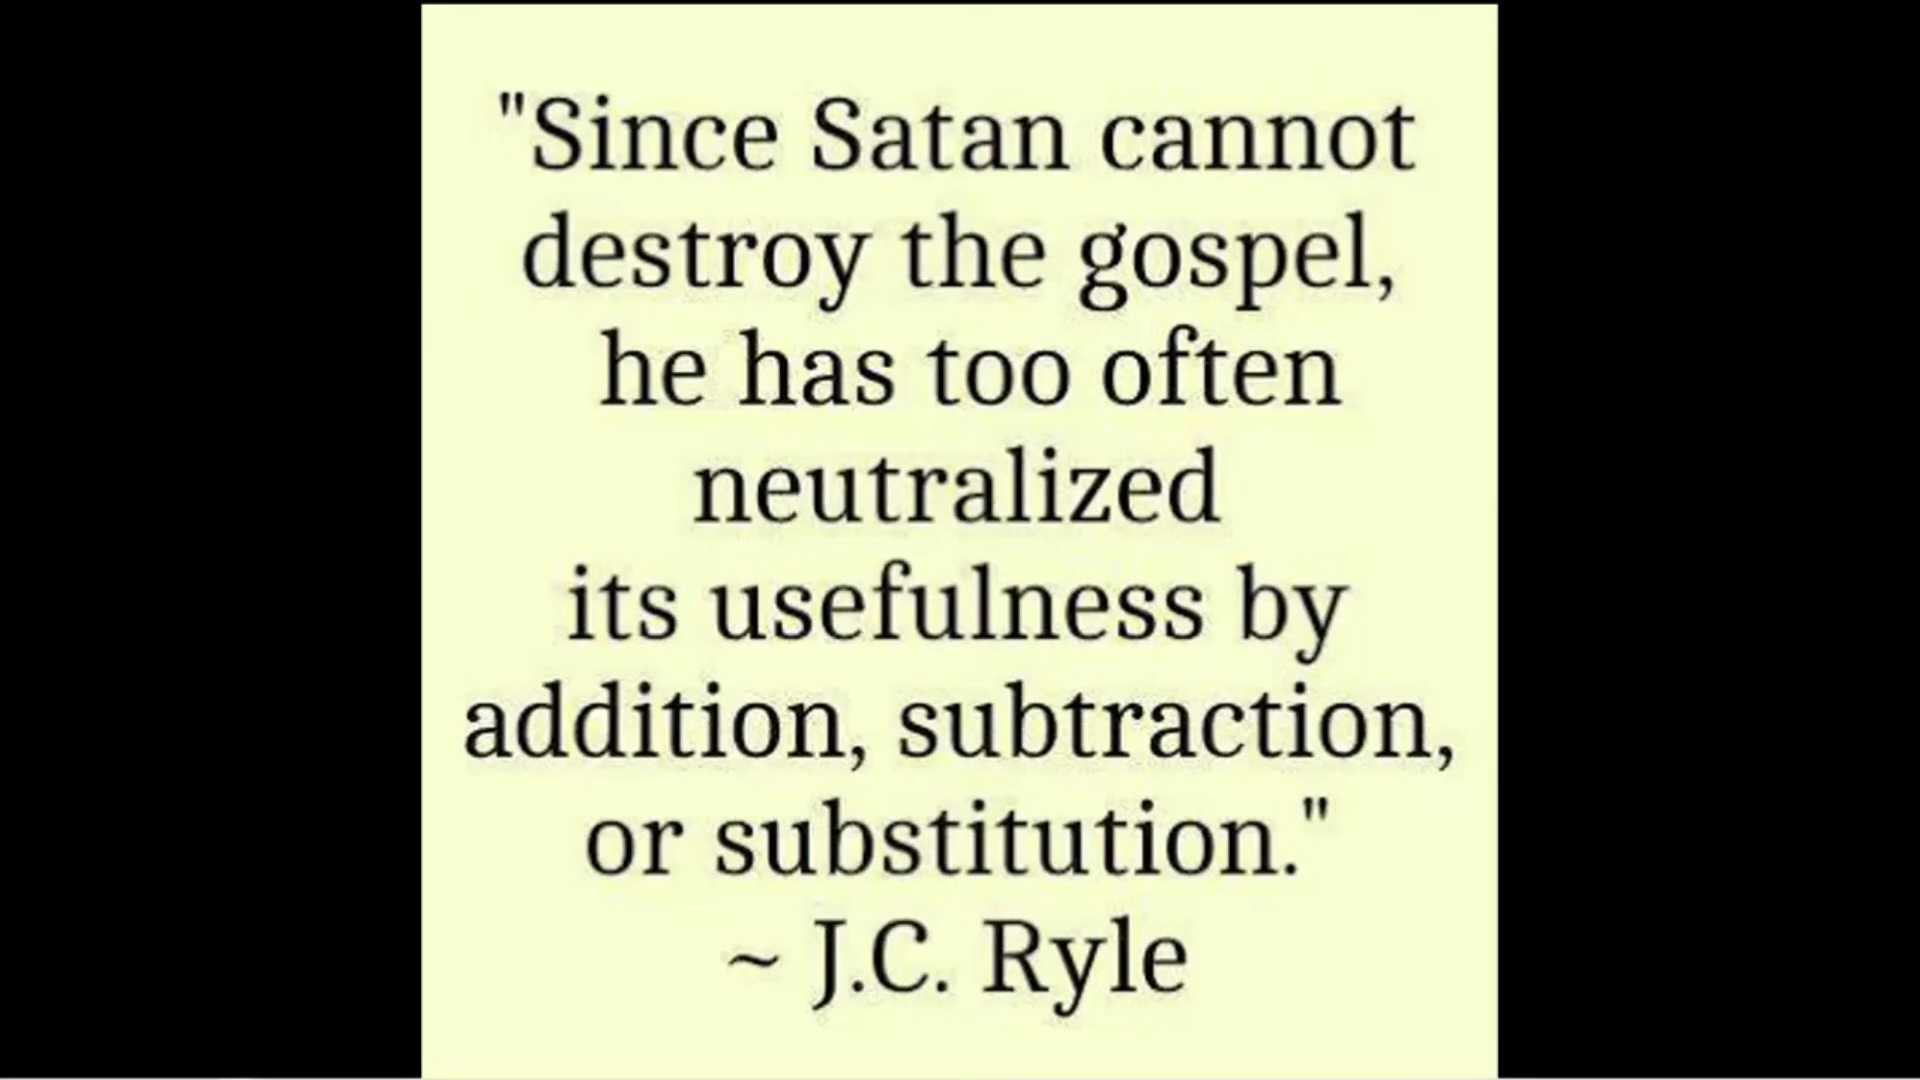 "Since Satan cannot
destroy the gospel,
he has too often
neutralized
its usefulness by
addition, subtraction,
or substitution."
~ J.C. Ryle